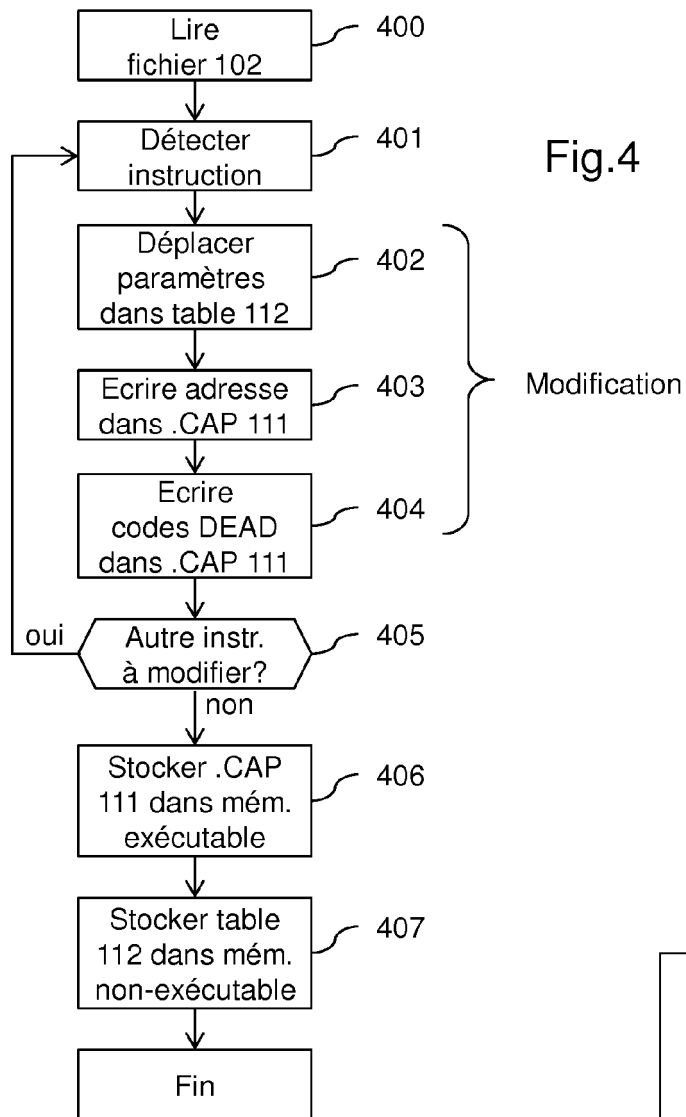 Lire
fichier 102
400
Détecter
instruction
401
Fig.4
Déplacer
paramètres
dans table 112
402
Ecrire adresse
dans .CAP 111
403
Modification
Ecrire
codes DEAD
dans .CAP 111
404
oui
Autre instr.
à modifier?
405
non
Stocker .CAP
111 dans mém.
exécutable
406
Stocker table
112 dans mém.
non-exécutable
407
Fin